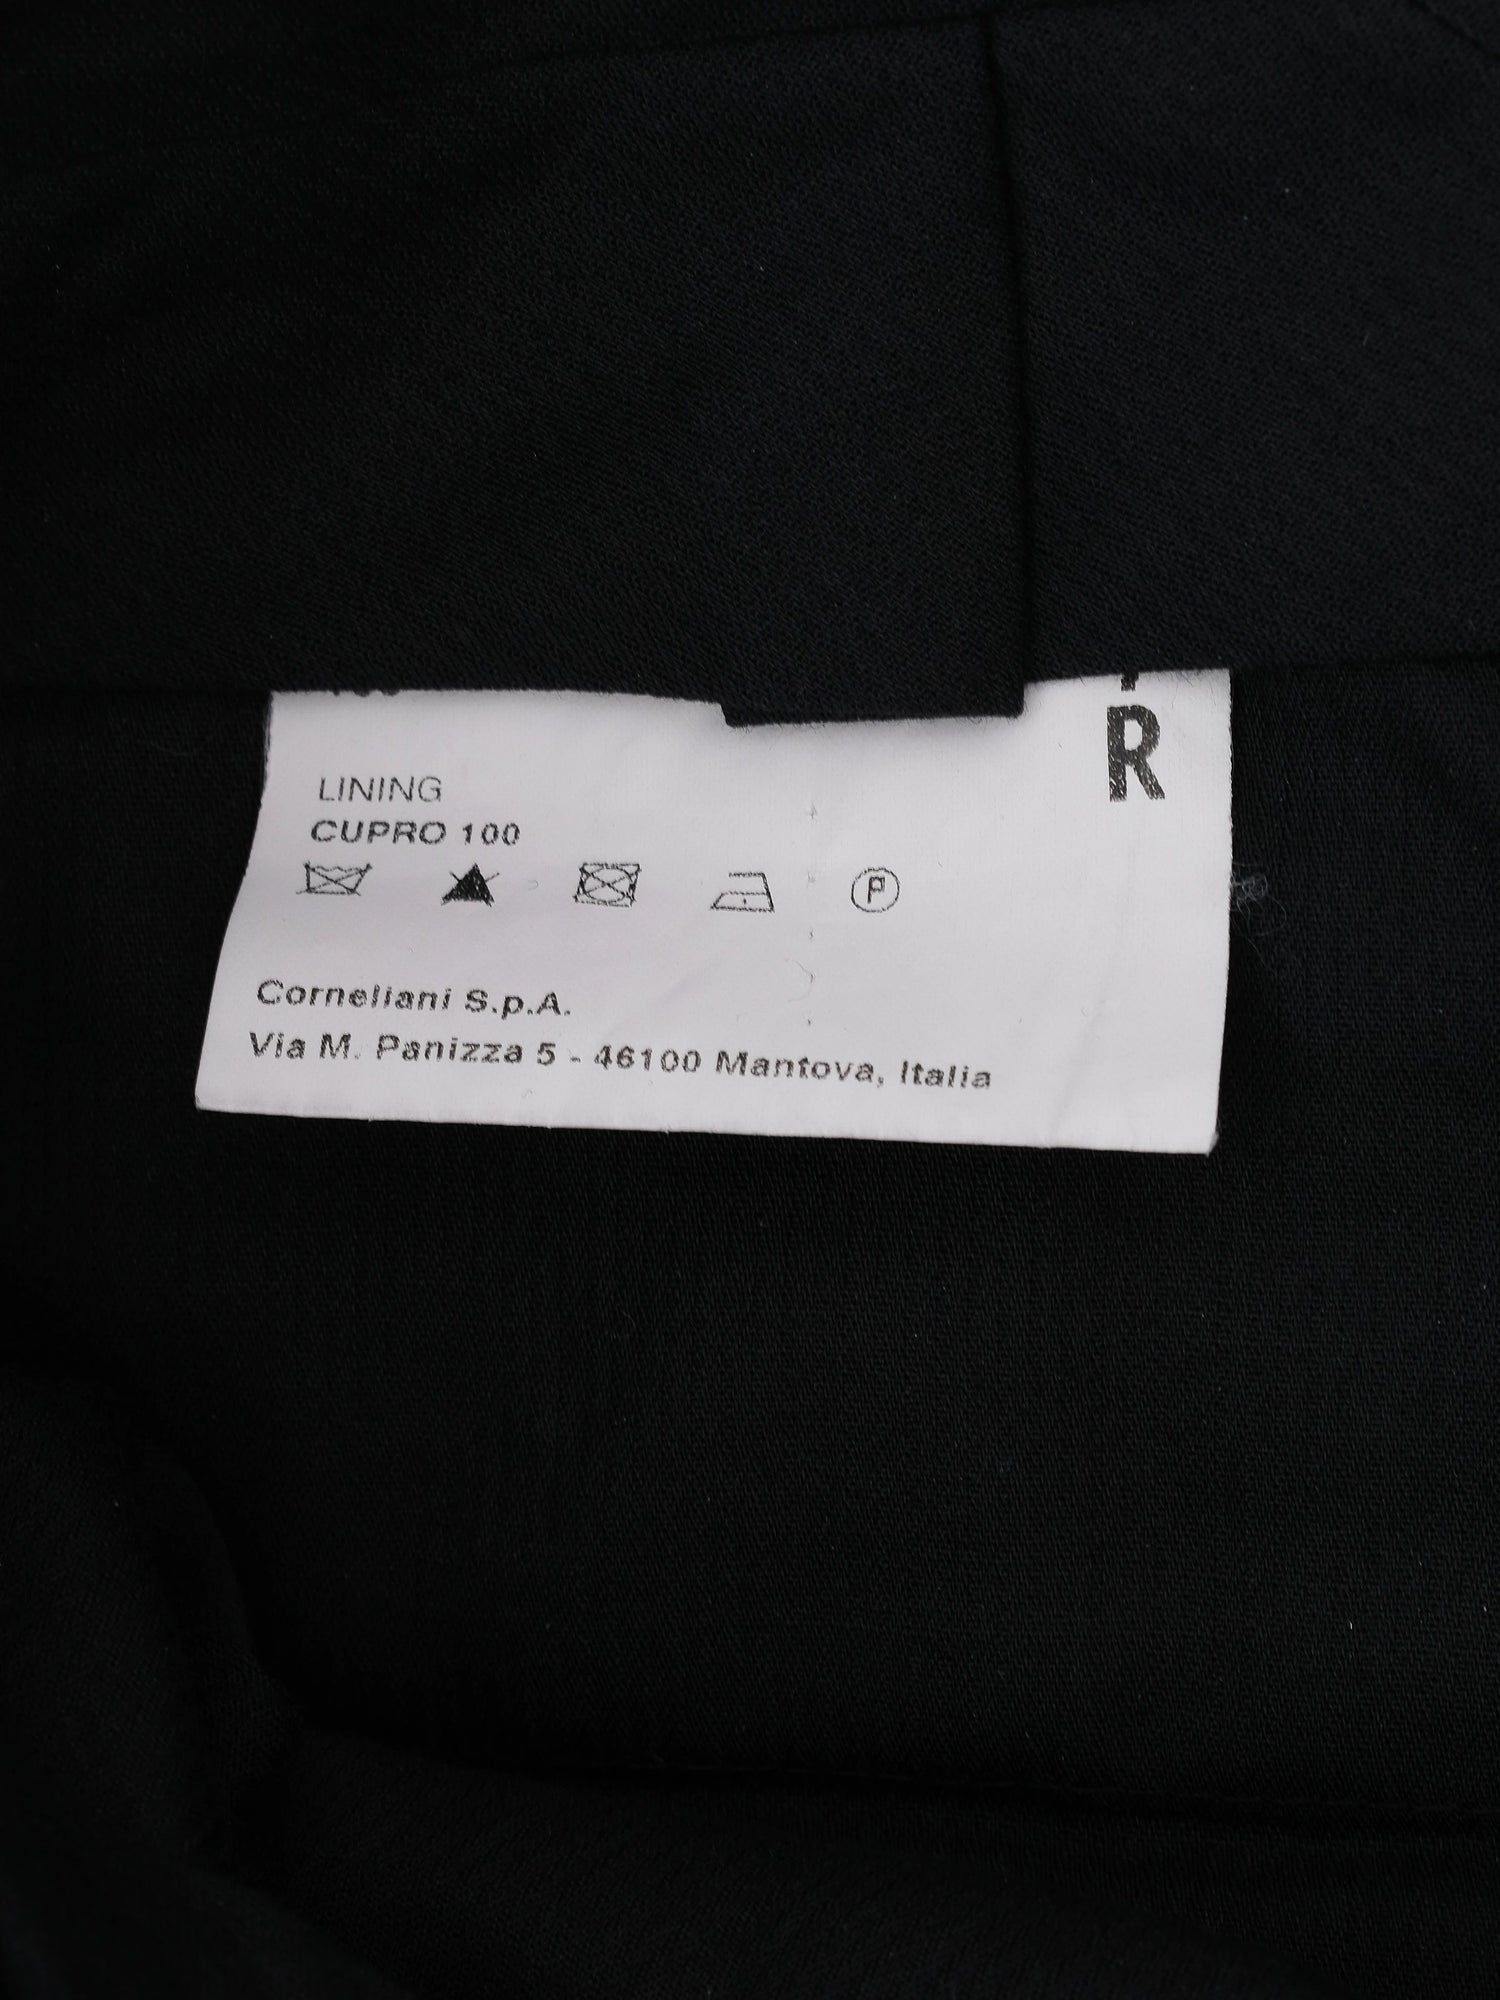 R
LINING
CUPRO 100
P
Corneliani S.p.A.
Via M. Panizza 5 - 46100 Mantova, Italia